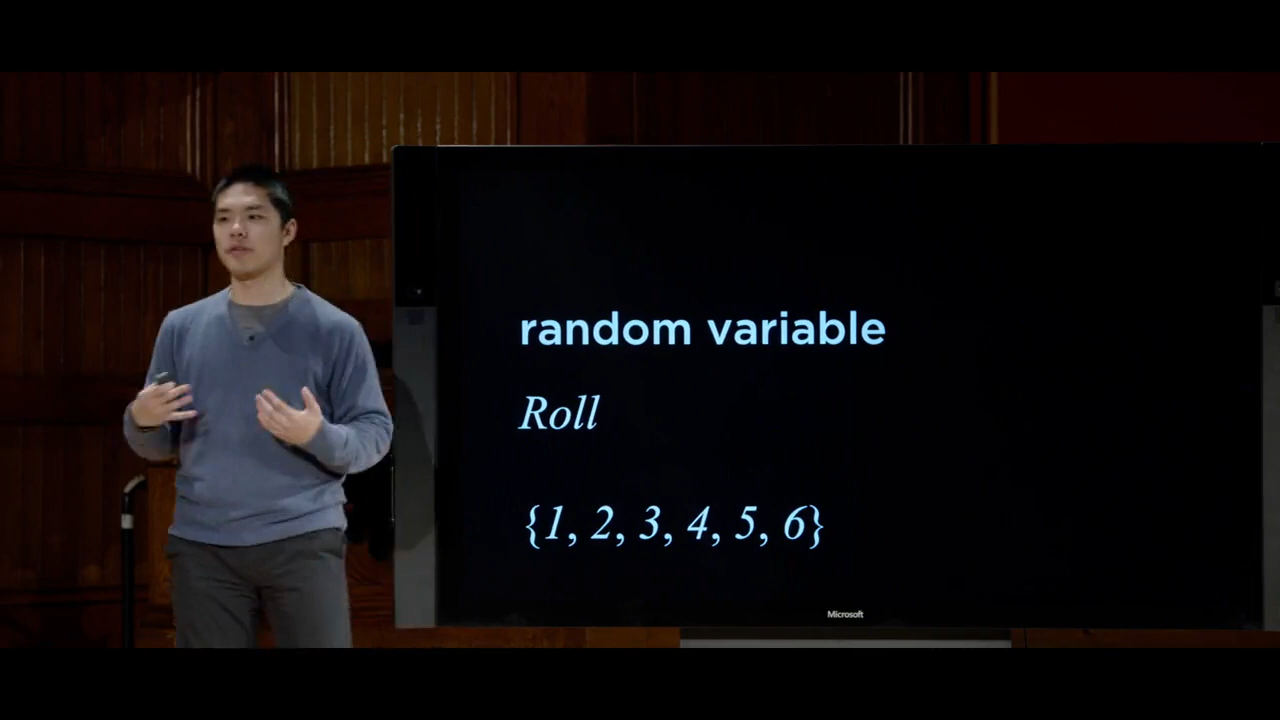 random variable
Roll
{1, 2, 3, 4, 5, 6}
Microsoft